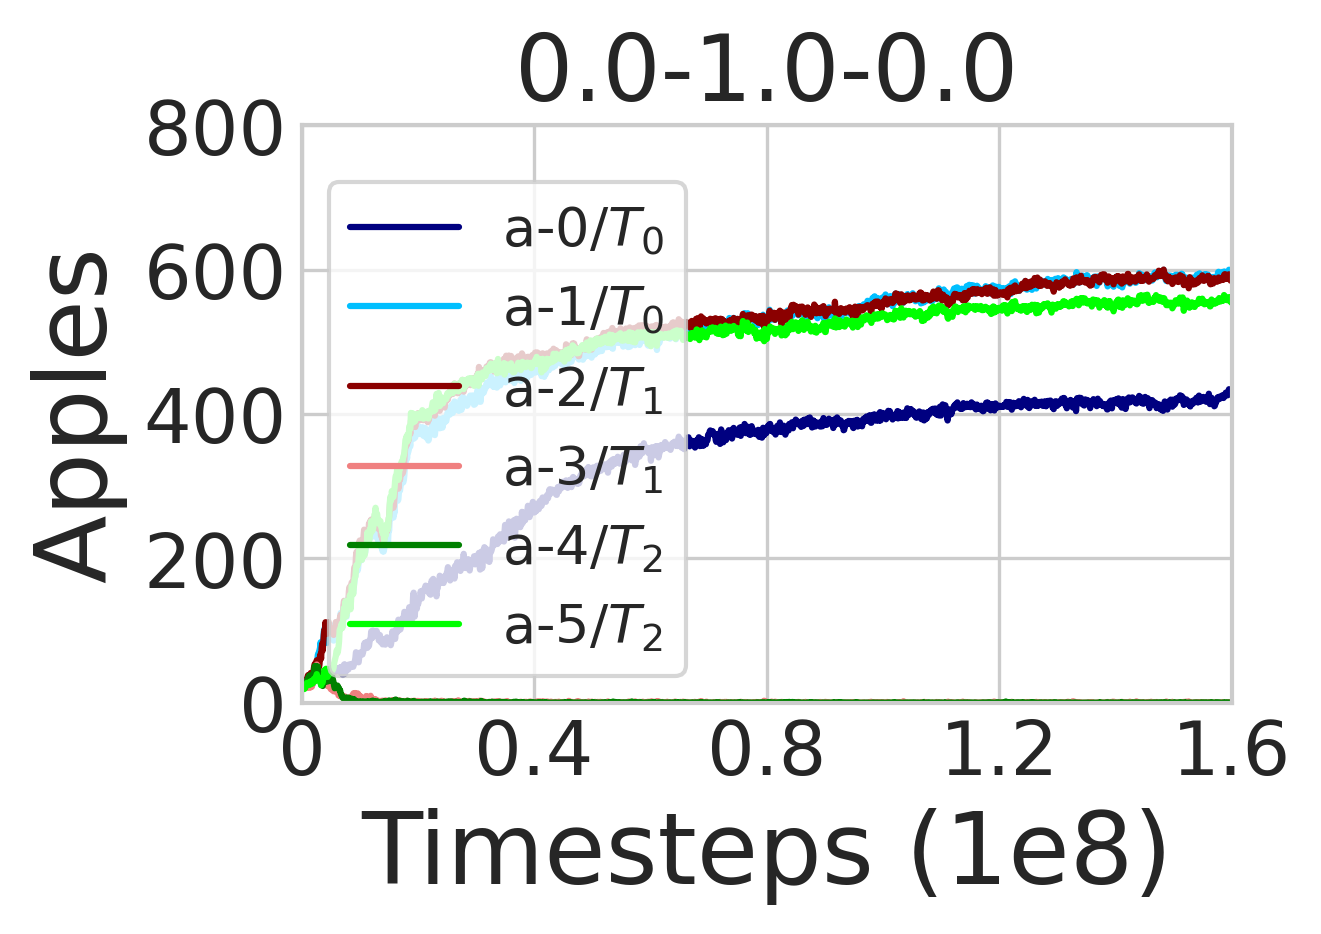 0.0-1.0-0.0
800
600
400
200
0
Apples
a-0/T₀
a-1/T₀
a-2/T₁
a-3/T₁
a-4/T₂
a-5/T₂
0 0.4 0.8 1.2 1.6
Timesteps (1e8)